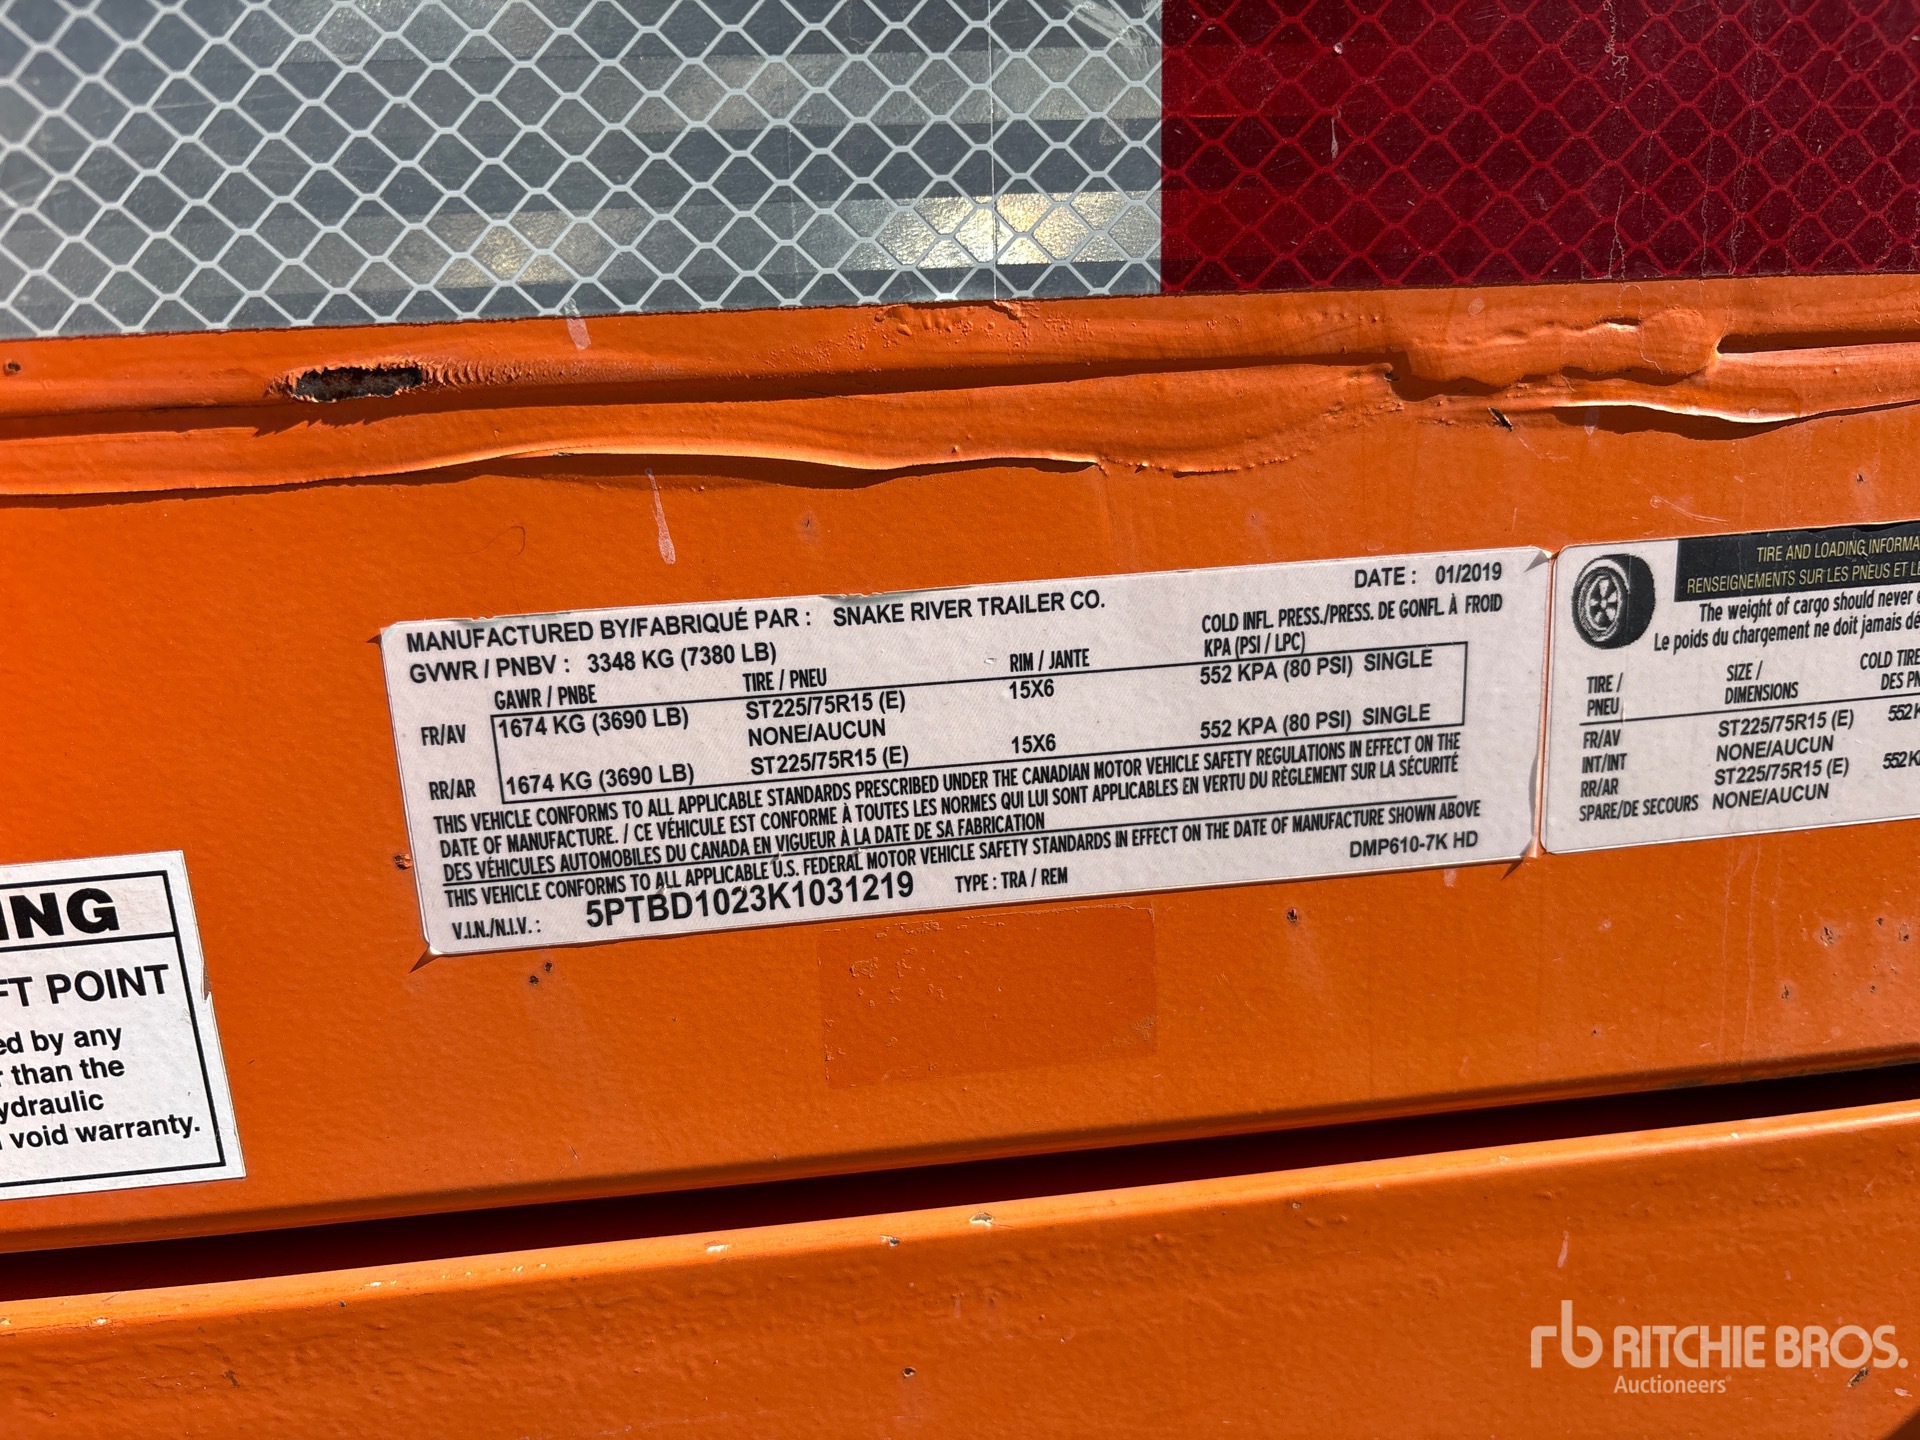 MANUFACTURED BY/FABRIQUÉ PAR : SNAKE RIVER TRAILER CO. DATE : 01/2019
GVWR / PNBV : 3348 KG (7380 LB) COLD INFL. PRESS./PRESS. DE GONFL. À FROID
GAWR / PNBE TIRE / PNEU RIM / JANTE KPA (PSI / LPC)
FR/AV 1674 KG (3690 LB) ST225/75R15 (E) 15X6 552 KPA (80 PSI) SINGLE
NONE/AUCUN
RR/AR 1674 KG (3690 LB) ST225/75R15 (E) 15X6 552 KPA (80 PSI) SINGLE
THIS VEHICLE CONFORMS TO ALL APPLICABLE STANDARDS PRESCRIBED UNDER THE CANADIAN MOTOR VEHICLE SAFETY REGULATIONS IN EFFECT ON THE
DATE OF MANUFACTURE. / CE VÉHICULE EST CONFORME À TOUTES LES NORMES QUI LUI SONT APPLICABLES EN VERTU DU RÈGLEMENT SUR LA SÉCURITÉ
DES VÉHICULES AUTOMOBILES DU CANADA EN VIGUEUR À LA DATE DE SA FABRICATION
THIS VEHICLE CONFORMS TO ALL APPLICABLE U.S. FEDERAL MOTOR VEHICLE SAFETY STANDARDS IN EFFECT ON THE DATE OF MANUFACTURE SHOWN ABOVE
V.I.N./N.I.V. : 5PTBD1023K1031219 TYPE : TRA / REM DMP610-7K HD
TIRE AND LOADING INFORMA
RENSEIGNEMENTS SUR LES PNEUS ET LE
The weight of cargo should never e
Le poids du chargement ne doit jamais dé
TIRE / SIZE / COLD TIRE
PNEU DIMENSIONS DES PN
FR/AV ST225/75R15 (E) 552 K
INT/INT NONE/AUCUN
RR/AR ST225/75R15 (E) 552 K
SPARE/DE SECOURS NONE/AUCUN
ING
FT POINT
ed by any
r than the
ydraulic
void warranty.
rb RITCHIE BROS.
Auctioneers